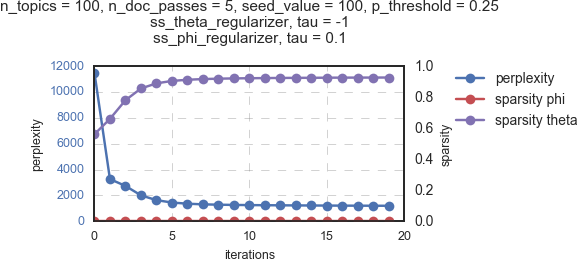 n_topics = 100, n_doc_passes = 5, seed_value = 100, p_threshold = 0.25
ss_theta_regularizer, tau = -1
ss_phi_regularizer, tau = 0.1
12000
10000
8000
6000
4000
2000
0
perplexity
0
5
10
15
20
iterations
1.0
0.8
0.6
0.4
0.2
0.0
sparsity
perplexity
sparsity phi
sparsity theta